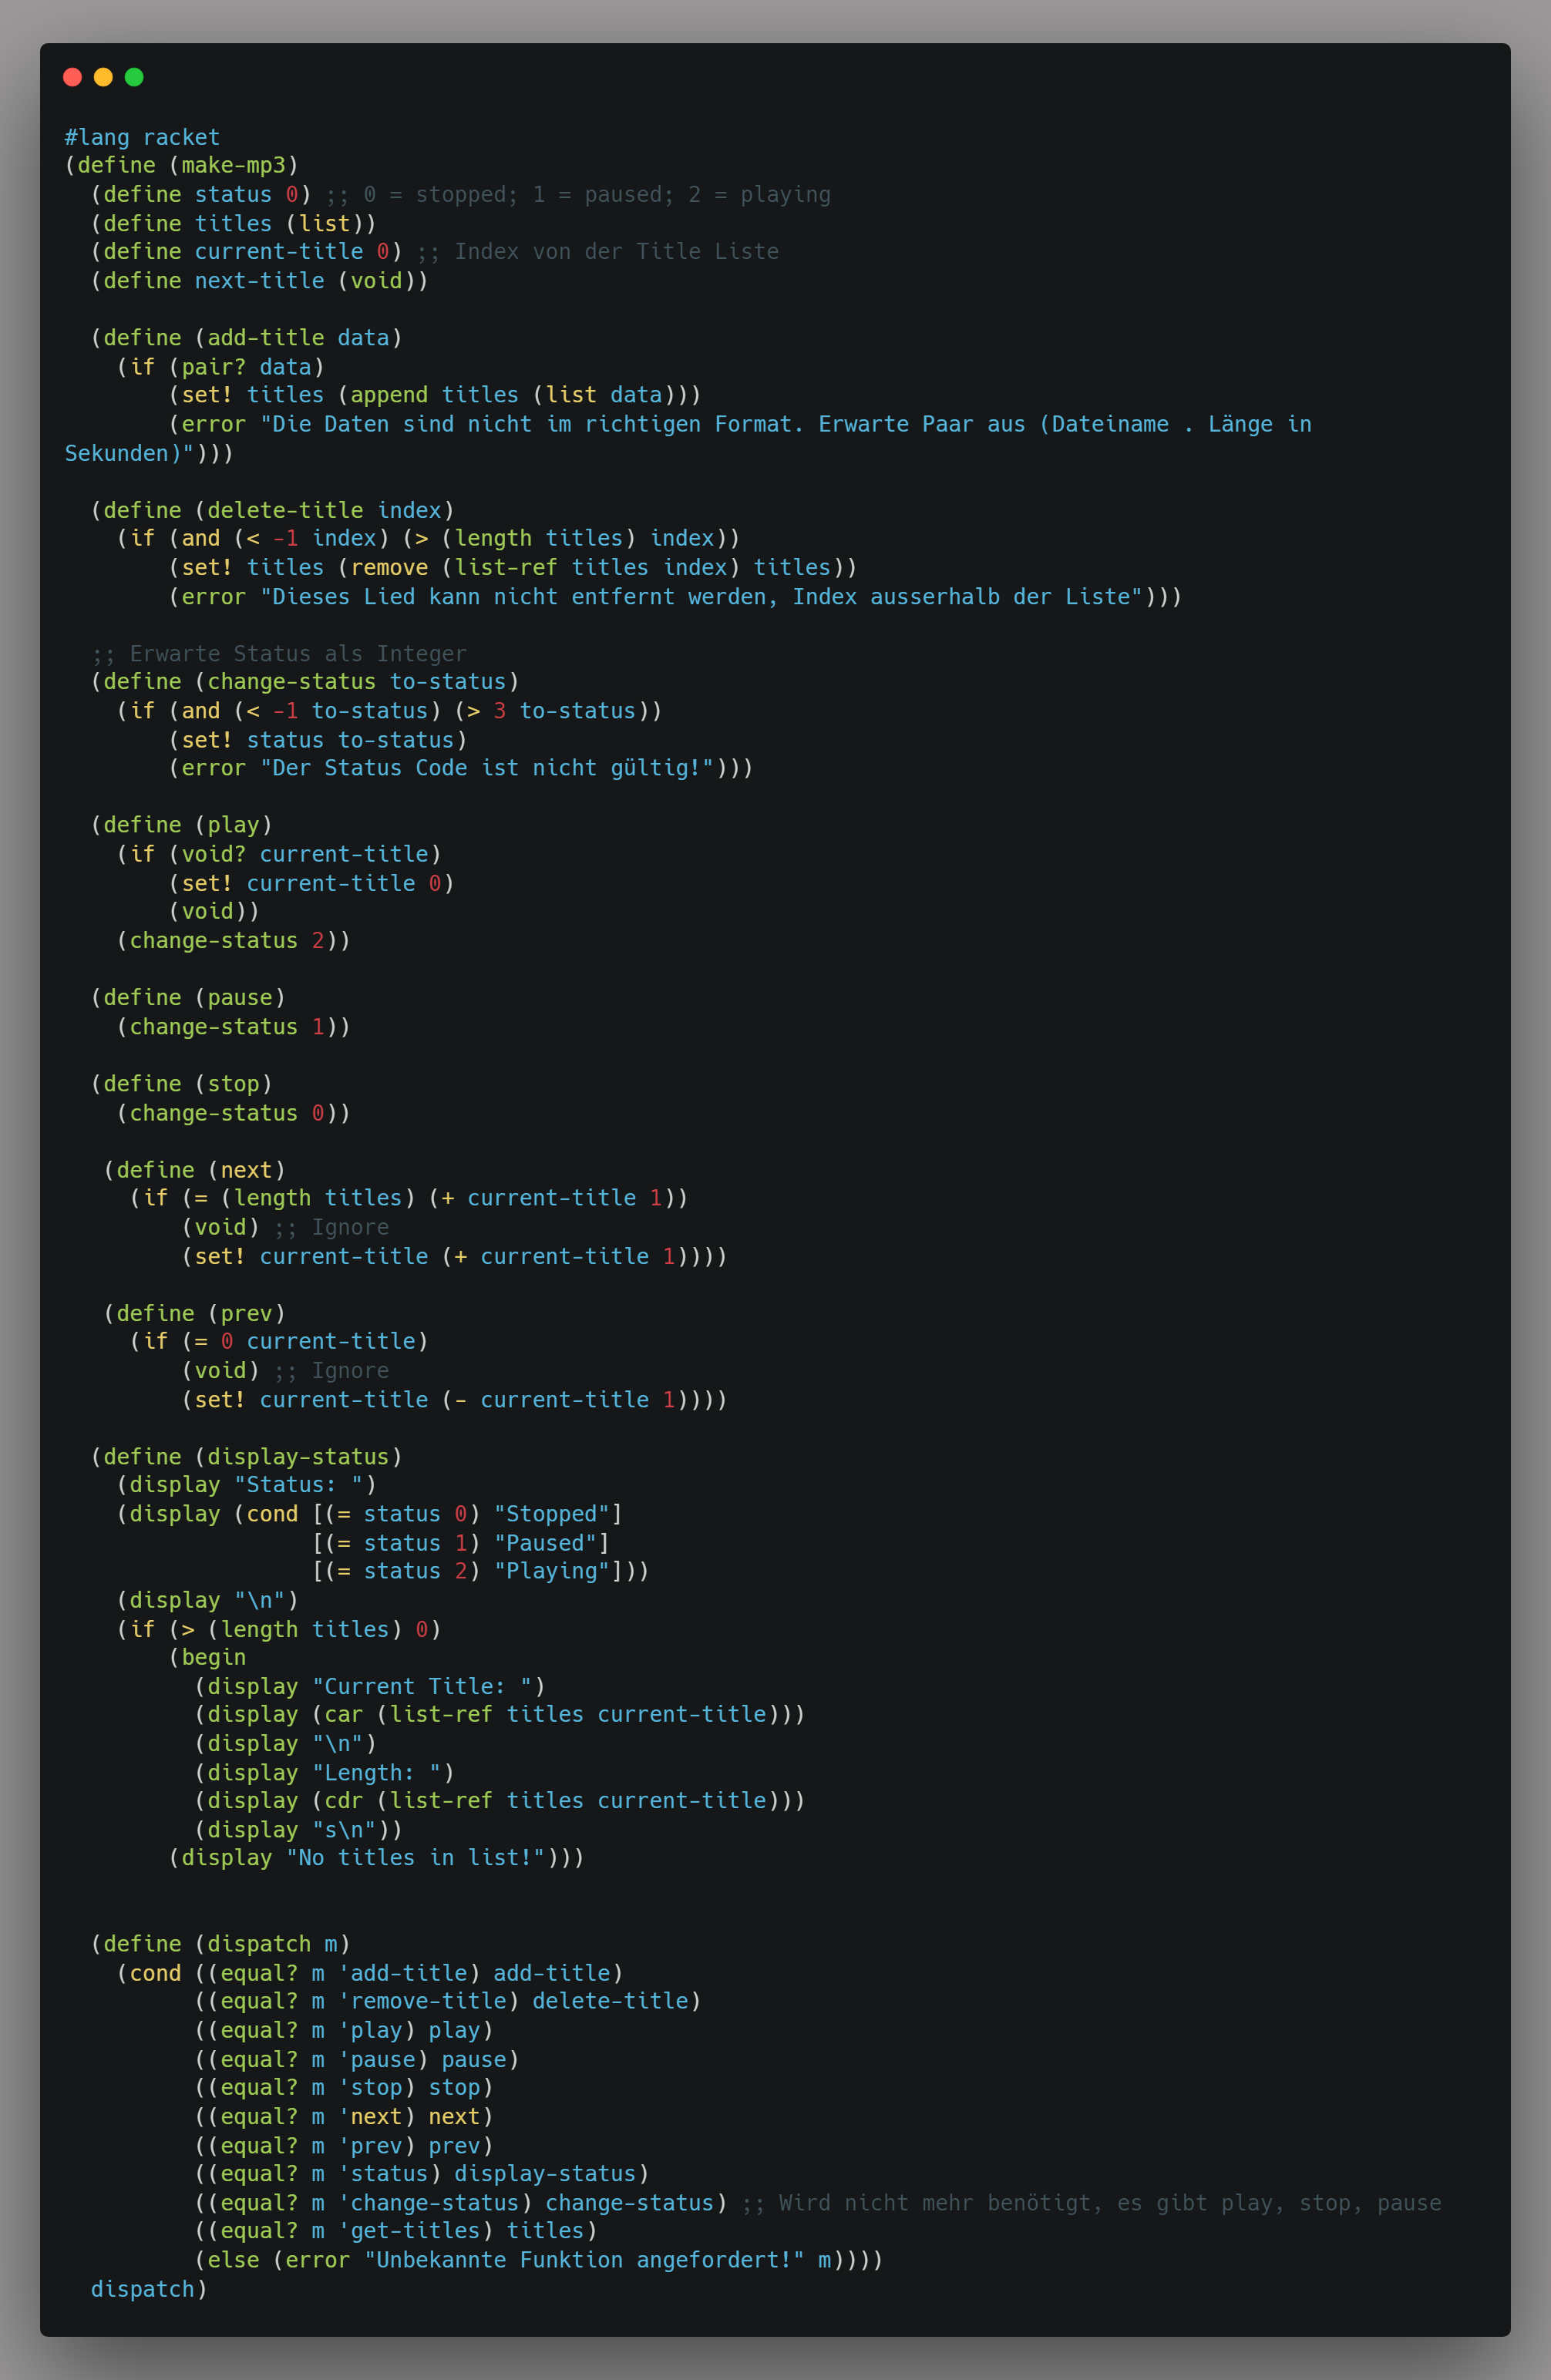 #lang racket
(define (make-mp3)
  (define status 0) ;; 0 = stopped; 1 = paused; 2 = playing
  (define titles (list))
  (define current-title 0) ;; Index von der Title Liste
  (define next-title (void))

  (define (add-title data)
    (if (pair? data)
        (set! titles (append titles (list data)))
        (error "Die Daten sind nicht im richtigen Format. Erwarte Paar aus (Dateiname . Länge in
Sekunden)")))

  (define (delete-title index)
    (if (and (< -1 index) (> (length titles) index))
        (set! titles (remove (list-ref titles index) titles))
        (error "Dieses Lied kann nicht entfernt werden, Index ausserhalb der Liste")))

  ;; Erwarte Status als Integer
  (define (change-status to-status)
    (if (and (< -1 to-status) (> 3 to-status))
        (set! status to-status)
        (error "Der Status Code ist nicht gültig!")))

  (define (play)
    (if (void? current-title)
        (set! current-title 0)
        (void))
    (change-status 2))

  (define (pause)
    (change-status 1))

  (define (stop)
    (change-status 0))

   (define (next)
     (if (= (length titles) (+ current-title 1))
         (void) ;; Ignore
         (set! current-title (+ current-title 1))))

   (define (prev)
     (if (= 0 current-title)
         (void) ;; Ignore
         (set! current-title (- current-title 1))))

  (define (display-status)
    (display "Status: ")
    (display (cond [(= status 0) "Stopped"]
                   [(= status 1) "Paused"]
                   [(= status 2) "Playing"]))
    (display "\n")
    (if (> (length titles) 0)
        (begin
          (display "Current Title: ")
          (display (car (list-ref titles current-title)))
          (display "\n")
          (display "Length: ")
          (display (cdr (list-ref titles current-title)))
          (display "s\n"))
        (display "No titles in list!")))


  (define (dispatch m)
    (cond ((equal? m 'add-title) add-title)
          ((equal? m 'remove-title) delete-title)
          ((equal? m 'play) play)
          ((equal? m 'pause) pause)
          ((equal? m 'stop) stop)
          ((equal? m 'next) next)
          ((equal? m 'prev) prev)
          ((equal? m 'status) display-status)
          ((equal? m 'change-status) change-status) ;; Wird nicht mehr benötigt, es gibt play, stop, pause
          ((equal? m 'get-titles) titles)
          (else (error "Unbekannte Funktion angefordert!" m))))
  dispatch)